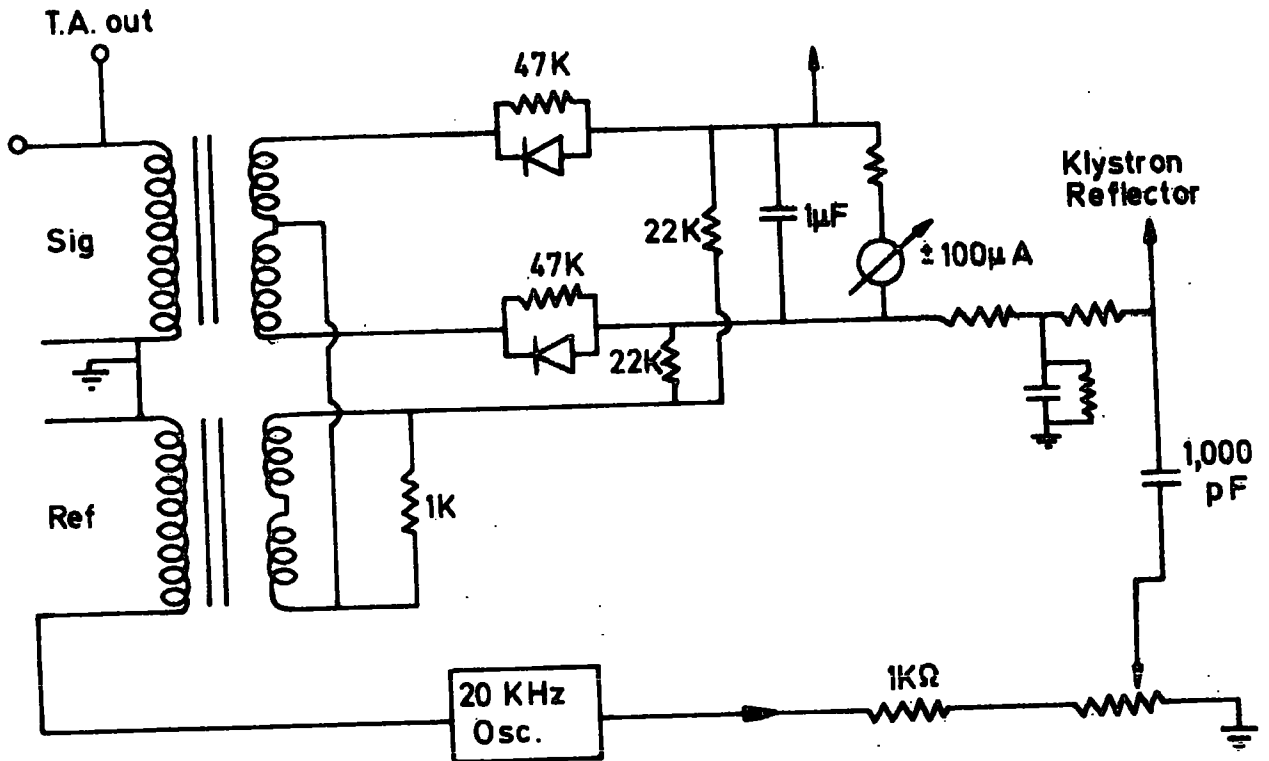 T.A. out
47K
Klystron
Reflector
Sig
22K
1µF
± 100µA
47K
22K
1,000
pF
Ref
1K
20 KHz
Osc.
1KΩ